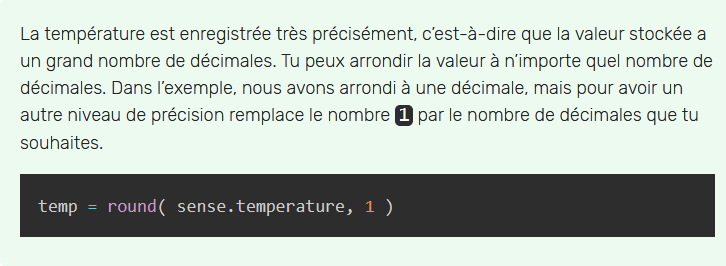 La température est enregistrée très précisément, c’est-à-dire que la valeur stockée a
un grand nombre de décimales. Tu peux arrondir la valeur à n’importe quel nombre de
décimales. Dans l’exemple, nous avons arrondi à une décimale, mais pour avoir un
autre niveau de précision remplace le nombre 1 par le nombre de décimales que tu
souhaites.
temp = round( sense.temperature, 1 )